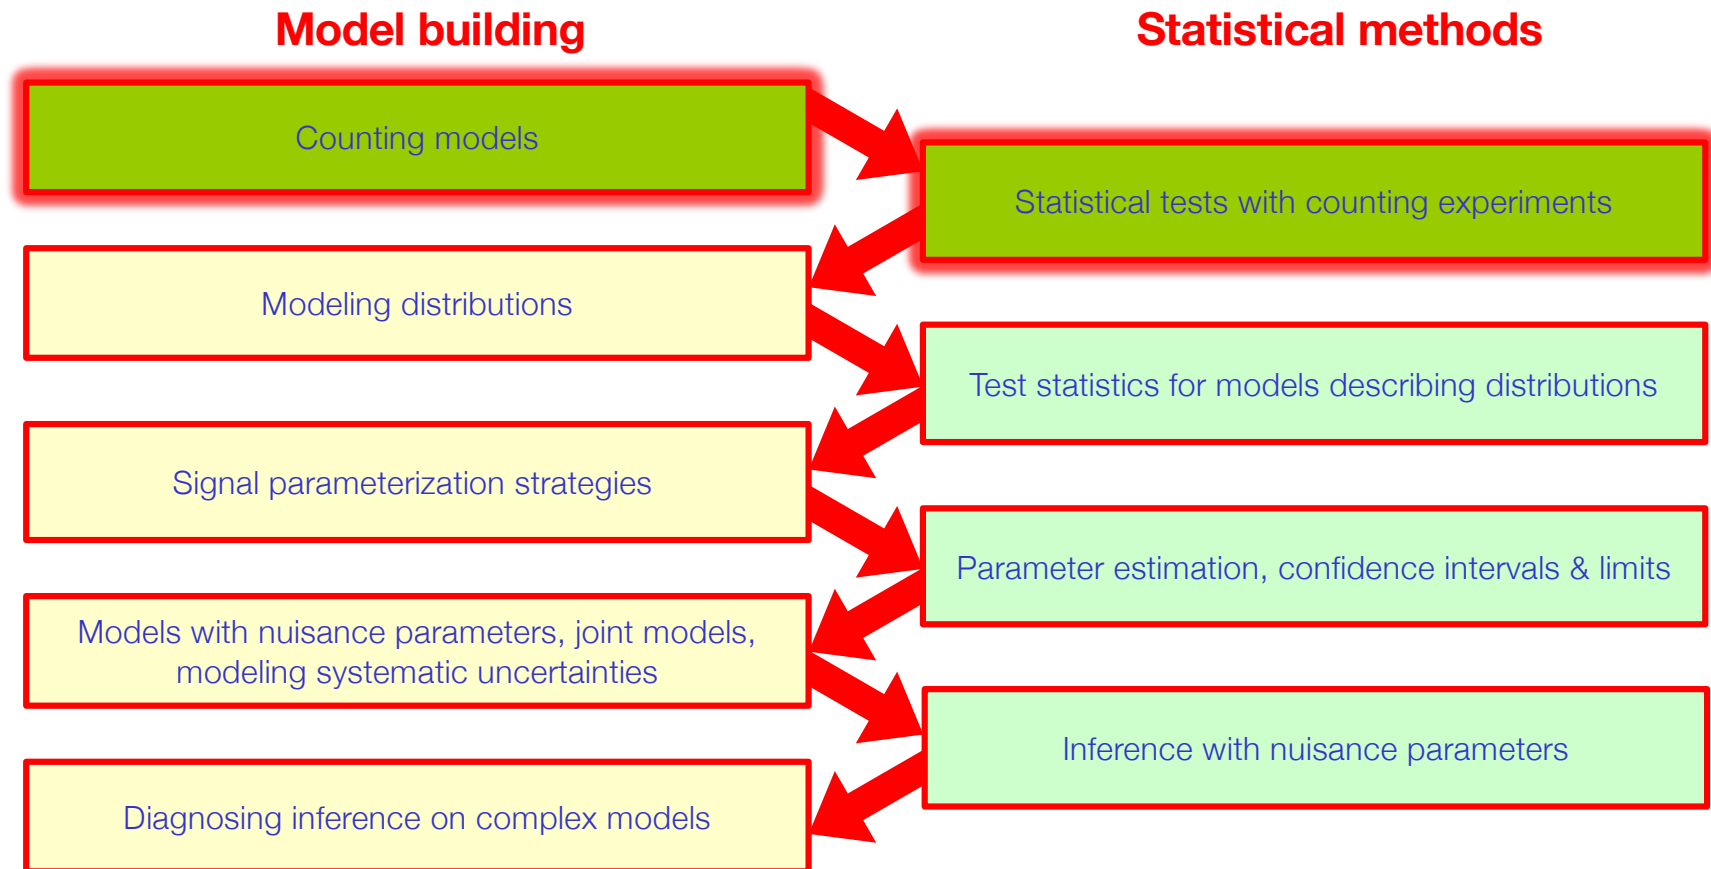 Model building
Statistical methods
Counting models
Statistical tests with counting experiments
Modeling distributions
Test statistics for models describing distributions
Signal parameterization strategies
Parameter estimation, confidence intervals & limits
Models with nuisance parameters, joint models,
modeling systematic uncertainties
Inference with nuisance parameters
Diagnosing inference on complex models